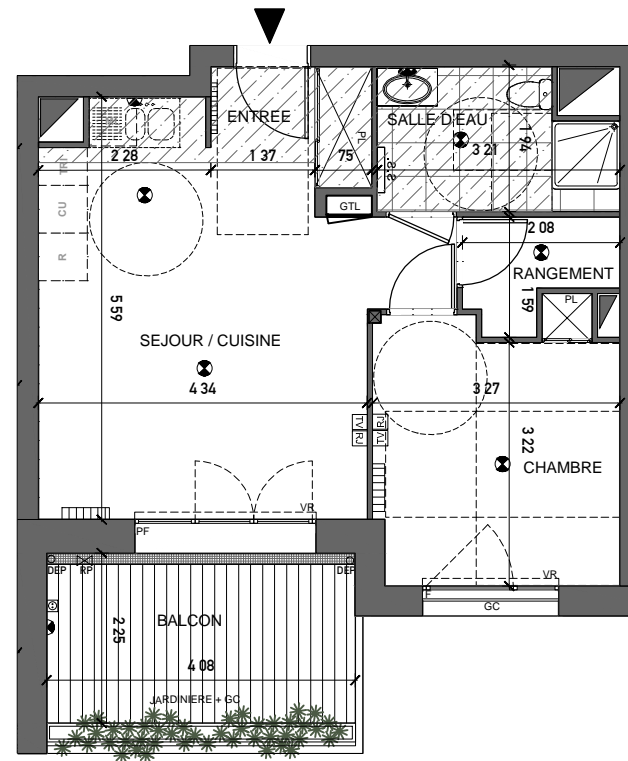 ENTREE
SALLE D'EAU
PL
2 28
1 37
75
3 21
1 94
S.S.
TRI
CU
R
GTL
2 08
RANGEMENT
1 59
PL
5 59
SEJOUR / CUISINE
4 34
3 27
TV RJ
RJ TV
3 22
CHAMBRE
VR
PF
VR
F
GC
DEP
RP
DEP
BALCON
2 25
4 08
JARDINIERE + GC